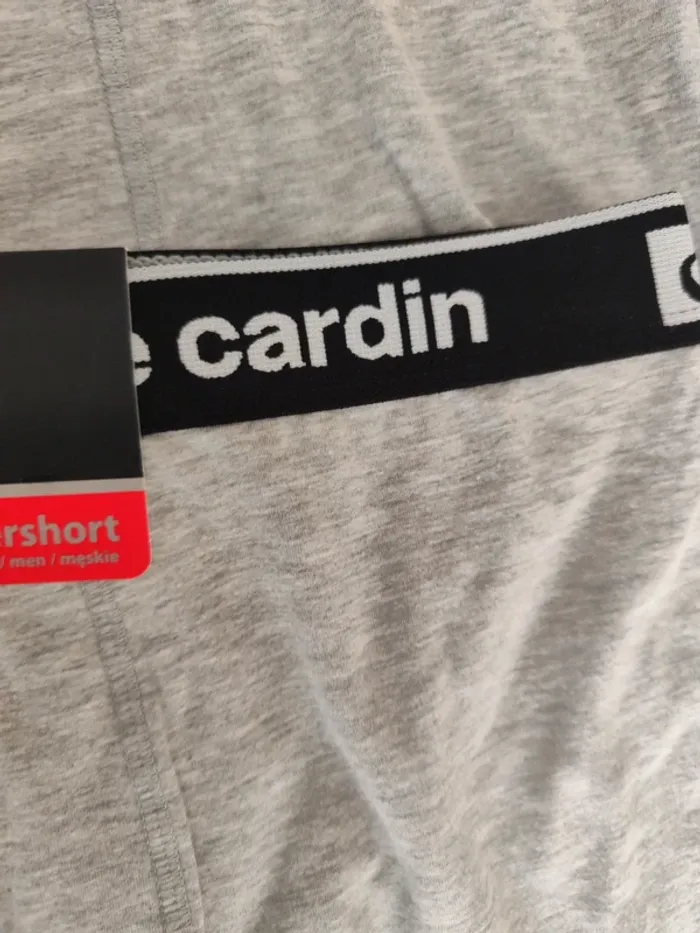 e cardin
ershort
/ men / męskie